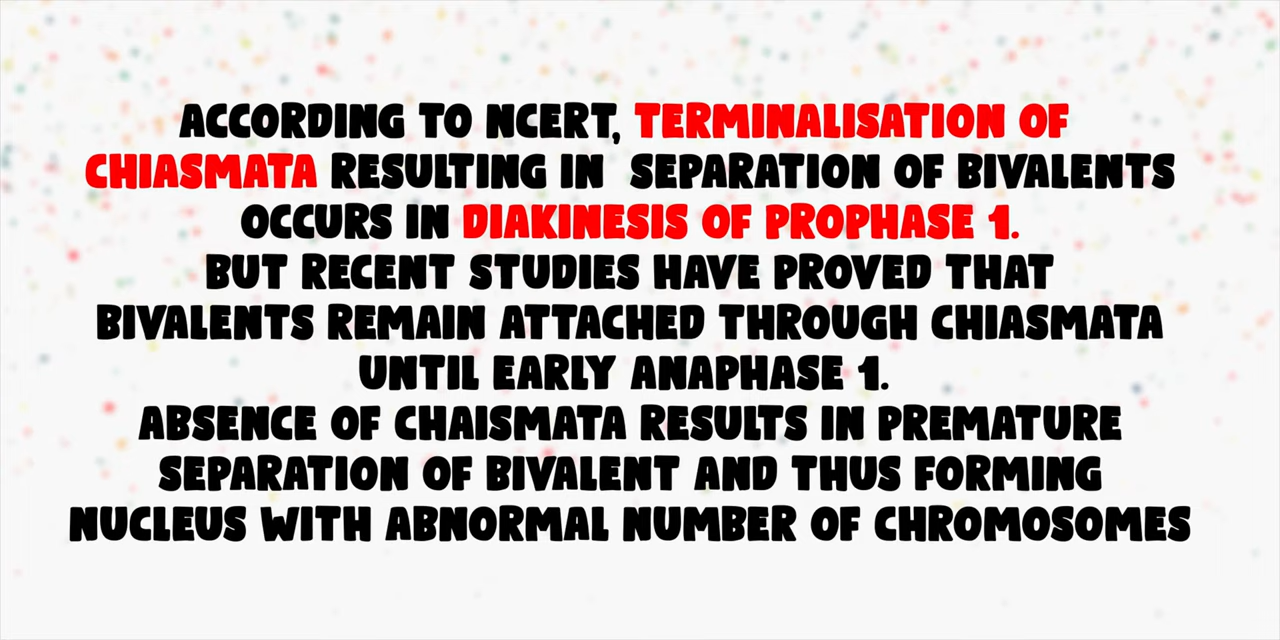 ACCORDING TO NCERT, TERMINALISATION OF
CHIASMATA RESULTING IN SEPARATION OF BIVALENTS
OCCURS IN DIAKINESIS OF PROPHASE 1.
BUT RECENT STUDIES HAVE PROVED THAT
BIVALENTS REMAIN ATTACHED THROUGH CHIASMATA
UNTIL EARLY ANAPHASE 1.
ABSENCE OF CHAISMATA RESULTS IN PREMATURE
SEPARATION OF BIVALENT AND THUS FORMING
NUCLEUS WITH ABNORMAL NUMBER OF CHROMOSOMES